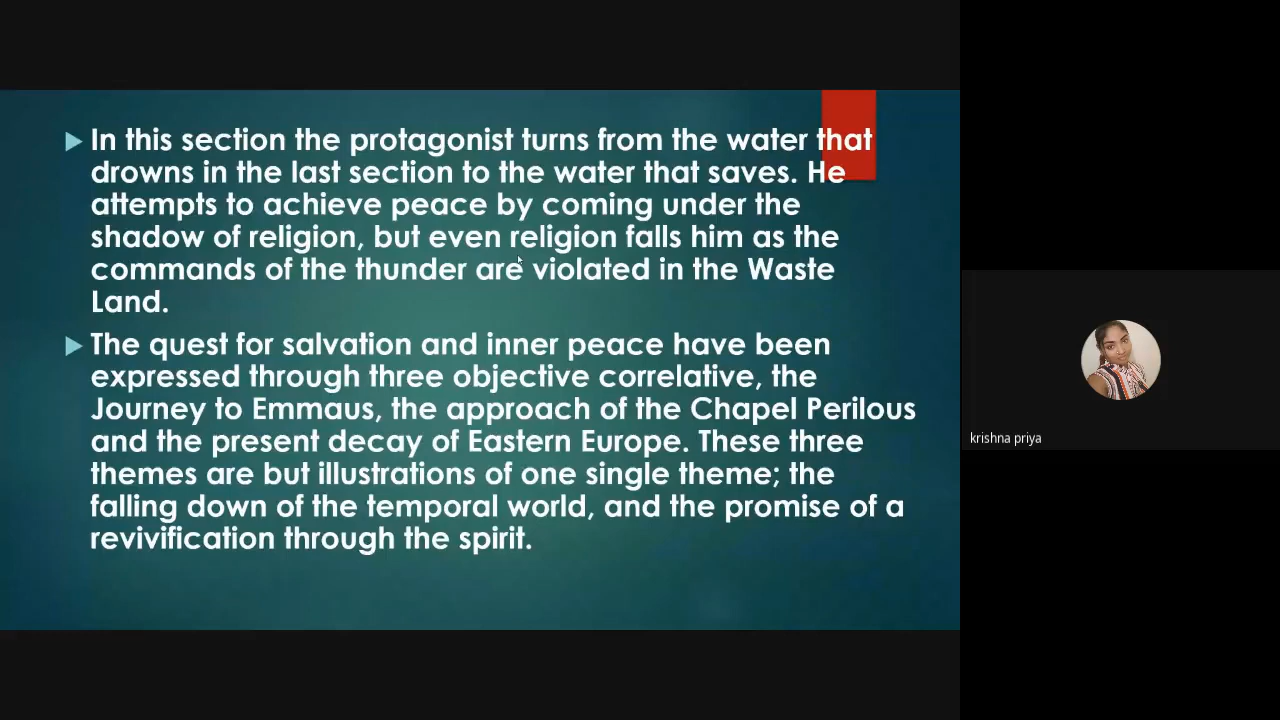 In this section the protagonist turns from the water that
drowns in the last section to the water that saves. He
attempts to achieve peace by coming under the
shadow of religion, but even religion falls him as the
commands of the thunder are violated in the Waste
Land.
The quest for salvation and inner peace have been
expressed through three objective correlative, the
Journey to Emmaus, the approach of the Chapel Perilous
and the present decay of Eastern Europe. These three
themes are but illustrations of one single theme; the
falling down of the temporal world, and the promise of a
revivification through the spirit.
krishna priya